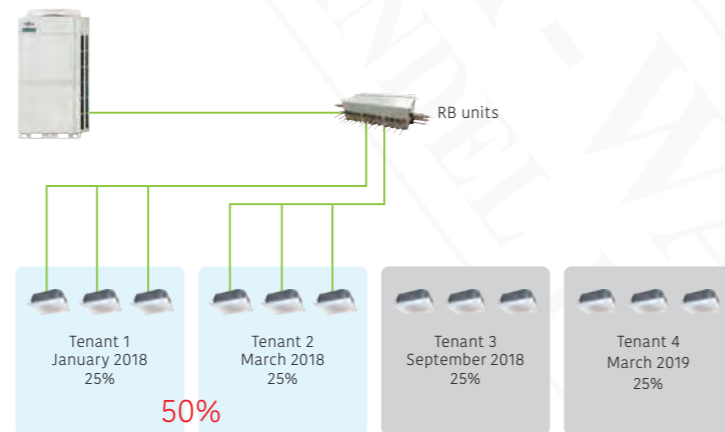 RB units
Tenant 1
January 2018
25%
Tenant 2
March 2018
25%
Tenant 3
September 2018
25%
Tenant 4
March 2019
25%
50%